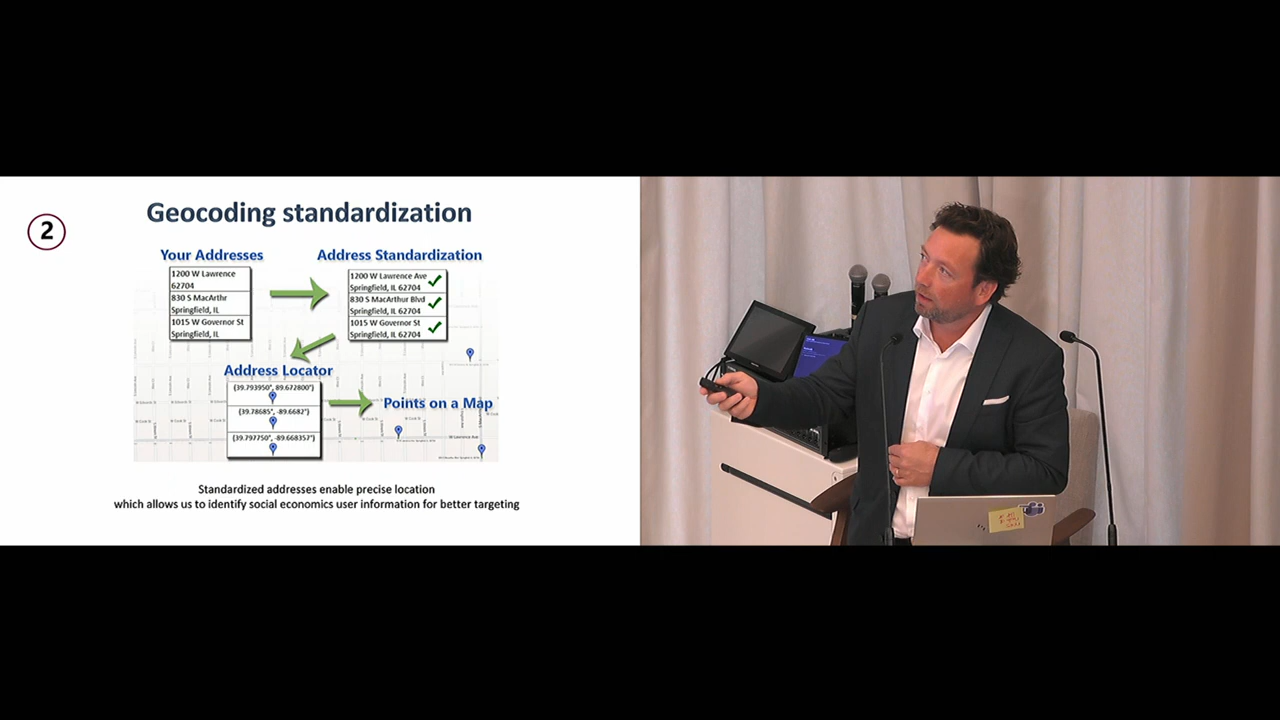 2
Geocoding standardization
Your Addresses
1200 W Lawrence
62704
830 S MacArthr
Springfield, IL
1015 W Governor St
Springfield, IL
Address Standardization
1200 W Lawrence Ave
Springfield, IL 62704
830 S MacArthur Blvd
Springfield, IL 62704
1015 W Governor St
Springfield, IL 62704
Address Locator
{39.793950°, 89.672800°}
{39.78685°, -89.6682°}
{39.797750°, -89.668357°}
Points on a Map
W Lawrence Ave
Standardized addresses enable precise location
which allows us to identify social economics user information for better targeting